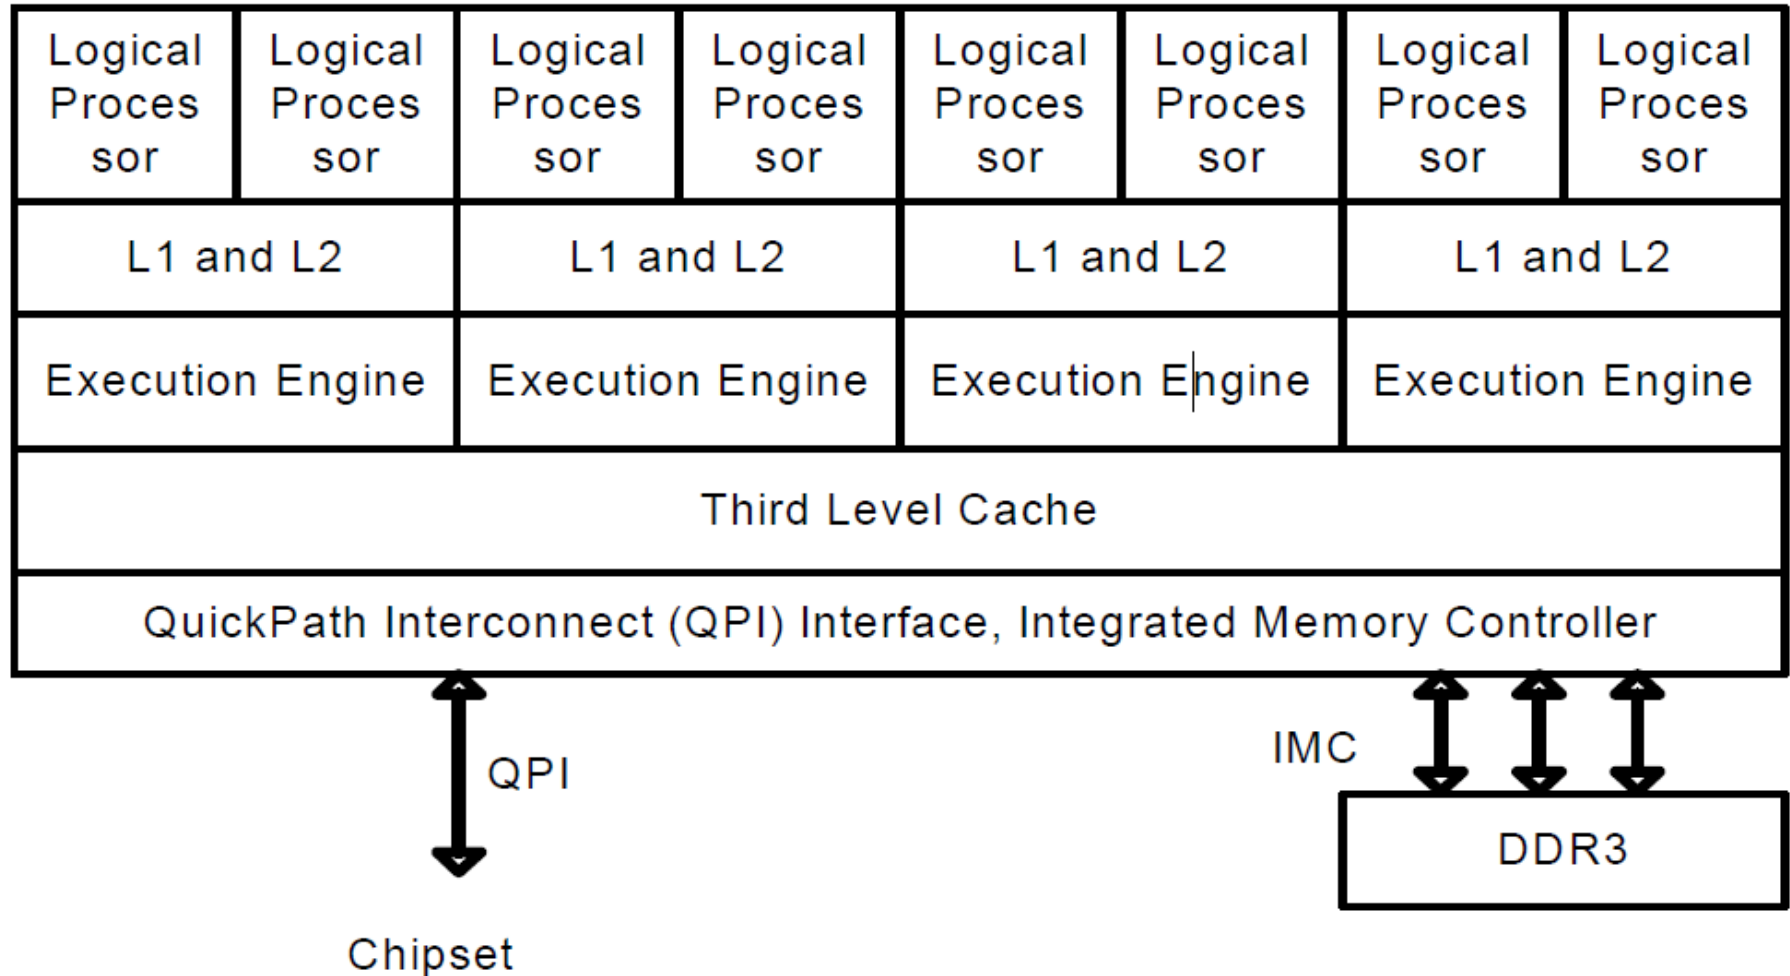 Logical Logical Logical Logical Logical Logical Logical Logical
Proces Proces Proces Proces Proces Proces Proces Proces
sor sor sor sor sor sor sor sor
L1 and L2 L1 and L2 L1 and L2 L1 and L2
Execution Engine Execution Engine Execution Engine Execution Engine
Third Level Cache
QuickPath Interconnect (QPI) Interface, Integrated Memory Controller
IMC
QPI
DDR3
Chipset